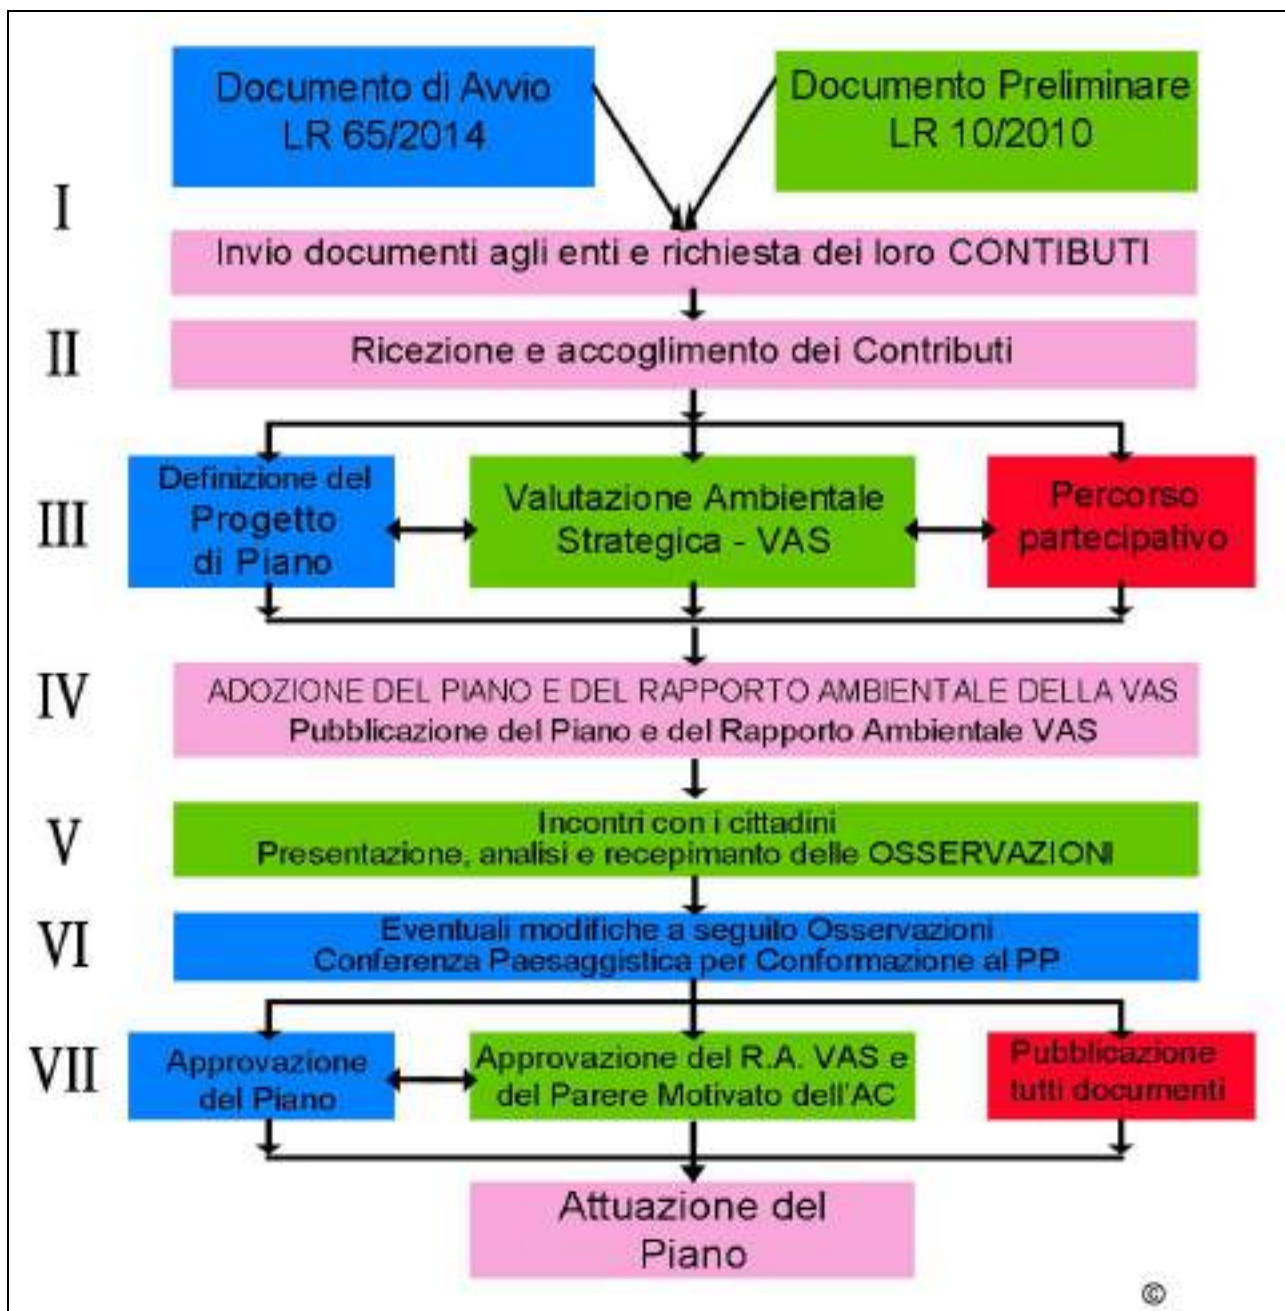 Documento di Avvio
LR 65/2014
Documento Preliminare
LR 10/2010
I
Invio documenti agli enti e richiesta dei loro CONTIBUTI
II
Ricezione e accoglimento dei Contributi
III
Definizione del
Progetto
di Piano
Valutazione Ambientale
Strategica - VAS
Percorso
partecipativo
IV
ADOZIONE DEL PIANO E DEL RAPPORTO AMBIENTALE DELLA VAS
Pubblicazione del Piano e del Rapporto Ambientale VAS
V
Incontri con i cittadini
Presentazione, analisi e recepimanto delle OSSERVAZIONI
VI
Eventuali modifiche a seguito Osservazioni
Conferenza Paesaggistica per Conformazione al PP
VII
Approvazione
del Piano
Approvazione del R.A. VAS e
del Parere Motivato dell'AC
Pubblicazione
tutti documenti
Attuazione del
Piano
©